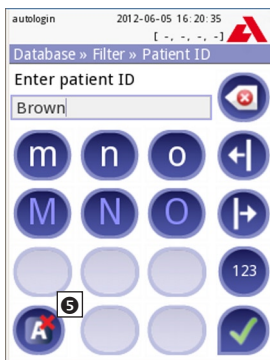 autologin 2012-06-05 16:20:35
[ -, -, -, -]
Database » Filter » Patient ID
Enter patient ID
Brown
m n o
M N O
123
5
A